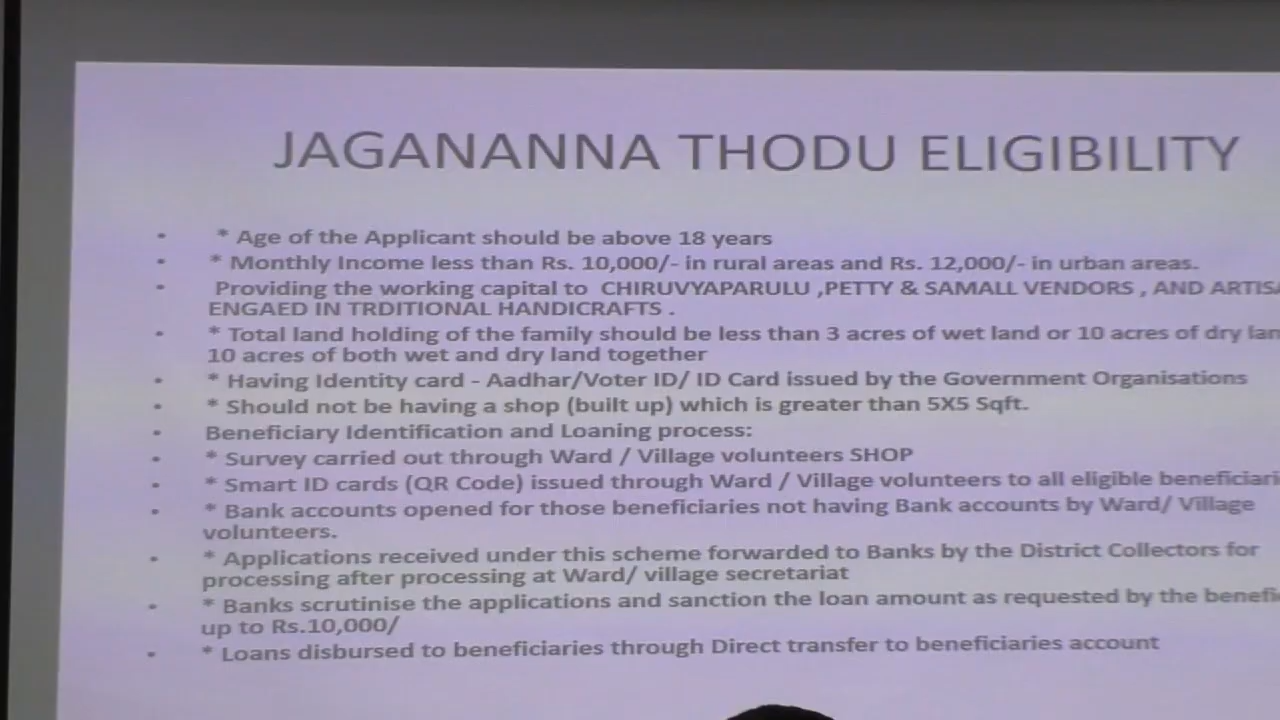 JAGANANNA THODU ELIGIBILITY
• * Age of the Applicant should be above 18 years
• * Monthly Income less than Rs. 10,000/- in rural areas and Rs. 12,000/- in urban areas.
• Providing the working capital to CHIRUVYAPARULU ,PETTY & SAMALL VENDORS , AND
ENGAED IN TRDITIONAL HANDICRAFTS .
• * Total land holding of the family should be less than 3 acres of wet land or 10 acres of dry
10 acres of both wet and dry land together
• * Having Identity card - Aadhar/Voter ID/ ID Card issued by the Government Organisations
• * Should not be having a shop (built up) which is greater than 5X5 Sqft.
• Beneficiary Identification and Loaning process:
• * Survey carried out through Ward / Village volunteers SHOP
• * Smart ID cards (QR Code) issued through Ward / Village volunteers to all eligible
• * Bank accounts opened for those beneficiaries not having Bank accounts by Ward/ Village
volunteers.
• * Applications received under this scheme forwarded to Banks by the District Collectors for
processing after processing at Ward/ village secretariat
• * Banks scrutinise the applications and sanction the loan amount as requested by the
up to Rs.10,000/
• * Loans disbursed to beneficiaries through Direct transfer to beneficiaries account